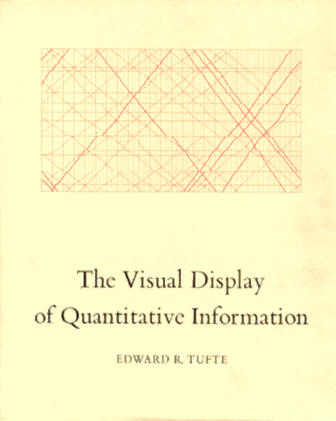 The Visual Display
of Quantitative Information
EDWARD R. TUFTE